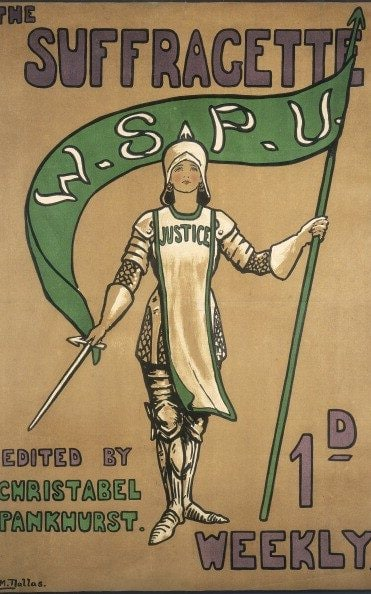 THE
SUFFRAGETTE
W.S.P.U.
JUSTICE
EDITED BY
CHRISTABEL
PANKHURST.
1D
WEEKLY